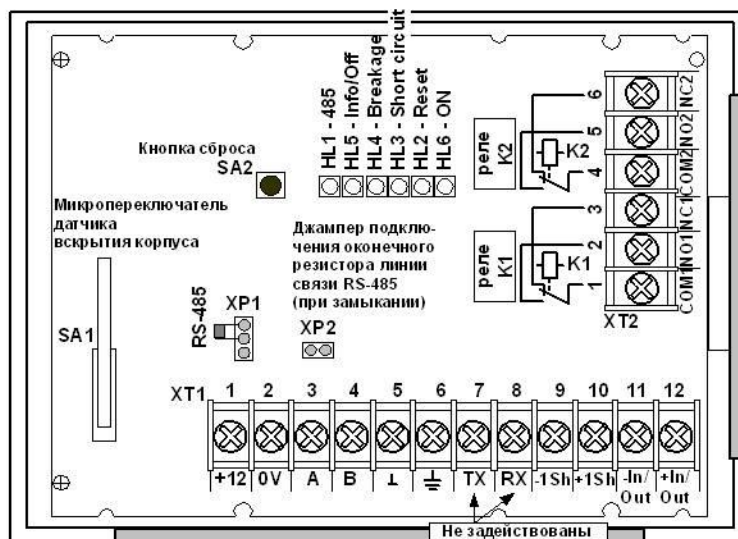 HL1 - 485
HL5 - Info/Off
HL4 - Breakage
HL3 - Short circuit
HL2 - Reset
HL6 - ON
Кнопка сброса
SA2
Микропереключатель
датчика
вскрытия корпуса
SA1
Джампер подклю-
чения оконечного
резистора линии
связи RS-485
(при замыкании)
XP2
RS-485
XP1
реле
K2
K2
6
5
4
реле
K1
K1
3
2
1
NC2
NO2
COM2
NC1
NO1
COM1
XT2
XT1 1 2 3 4 5 6 7 8 9 10 11 12
+12 0V A B ⊥ TX RX -1Sh +1Sh -In/ +In/
Out Out
Не задействованы